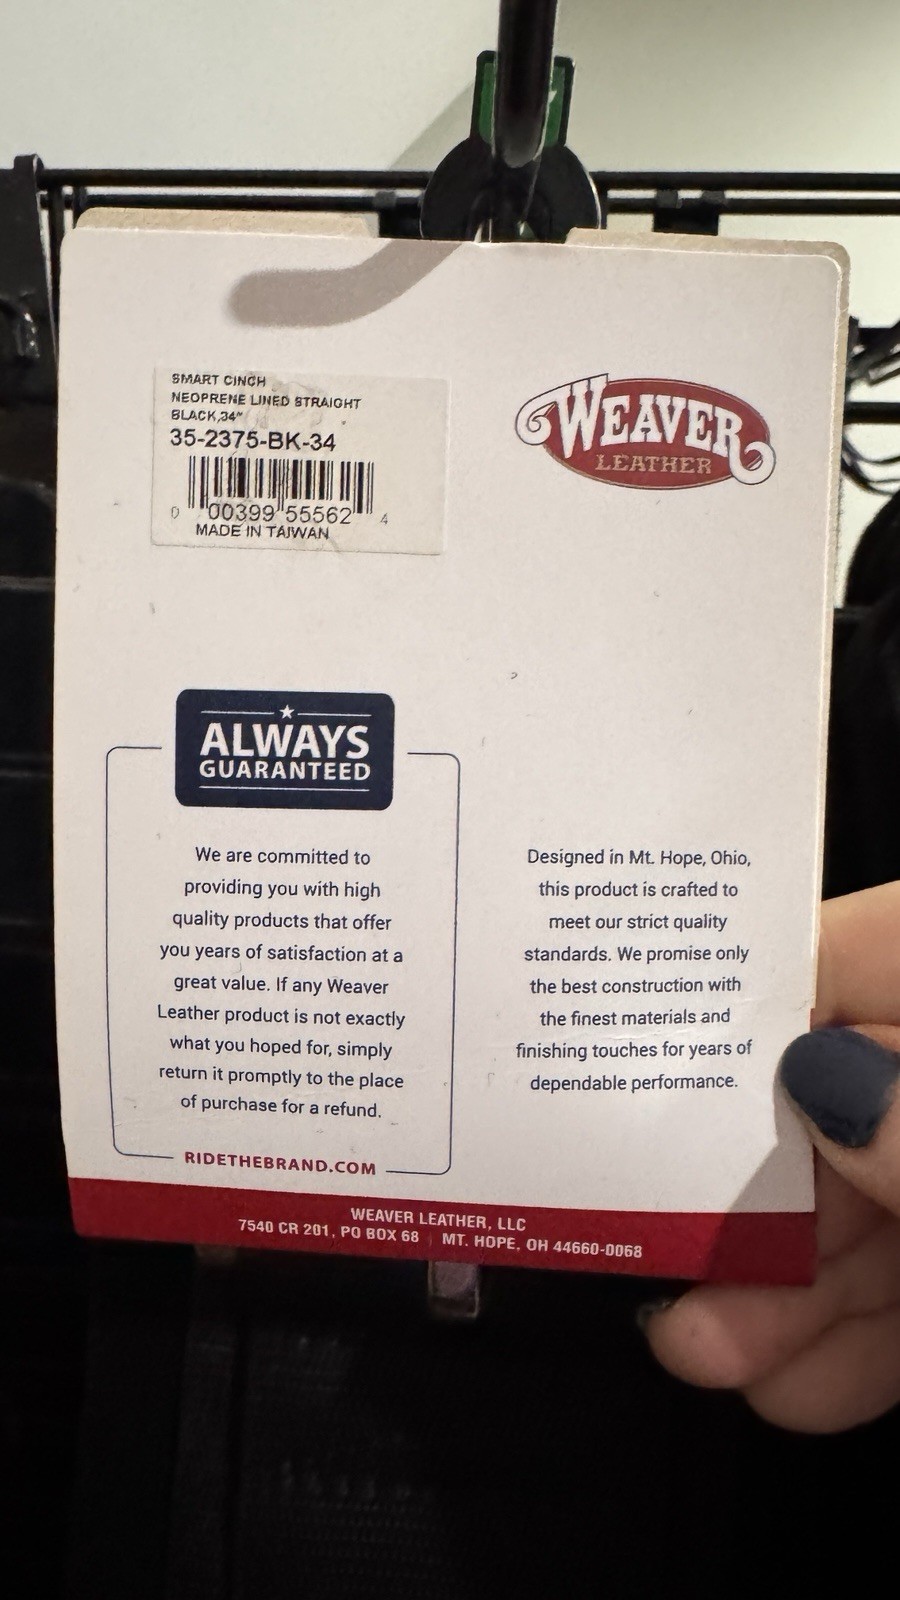 SMART CINCH
NEOPRENE LINED STRAIGHT
BLACK,34"
35-2375-BK-34
0 00399 55562 4
MADE IN TAIWAN
WEAVER
LEATHER
ALWAYS
GUARANTEED
We are committed to
providing you with high
quality products that offer
you years of satisfaction at a
great value. If any Weaver
Leather product is not exactly
what you hoped for, simply
return it promptly to the place
of purchase for a refund.
RIDETHEBRAND.COM
Designed in Mt. Hope, Ohio,
this product is crafted to
meet our strict quality
standards. We promise only
the best construction with
the finest materials and
finishing touches for years of
dependable performance.
WEAVER LEATHER, LLC
7540 CR 201, PO BOX 68 | MT. HOPE, OH 44660-0068